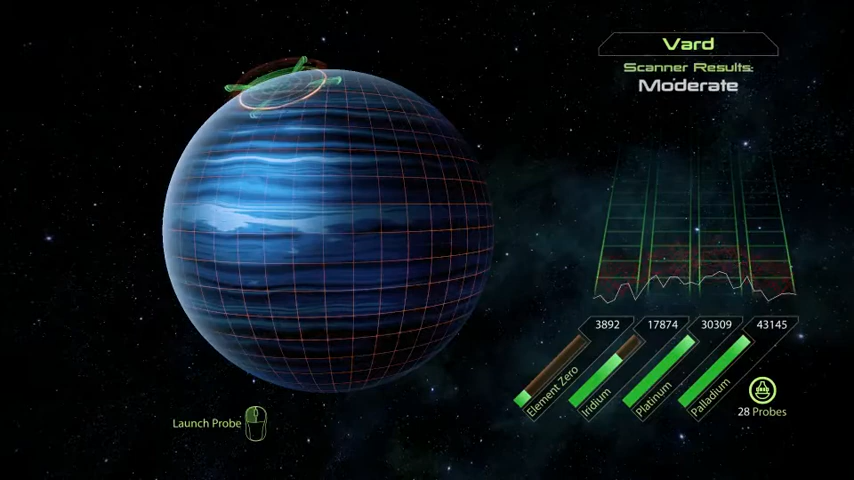 Vard
Scanner Results:
Moderate
3892
17874
30309
43145
Element Zero
Iridium
Platinum
Palladium
28 Probes
Launch Probe